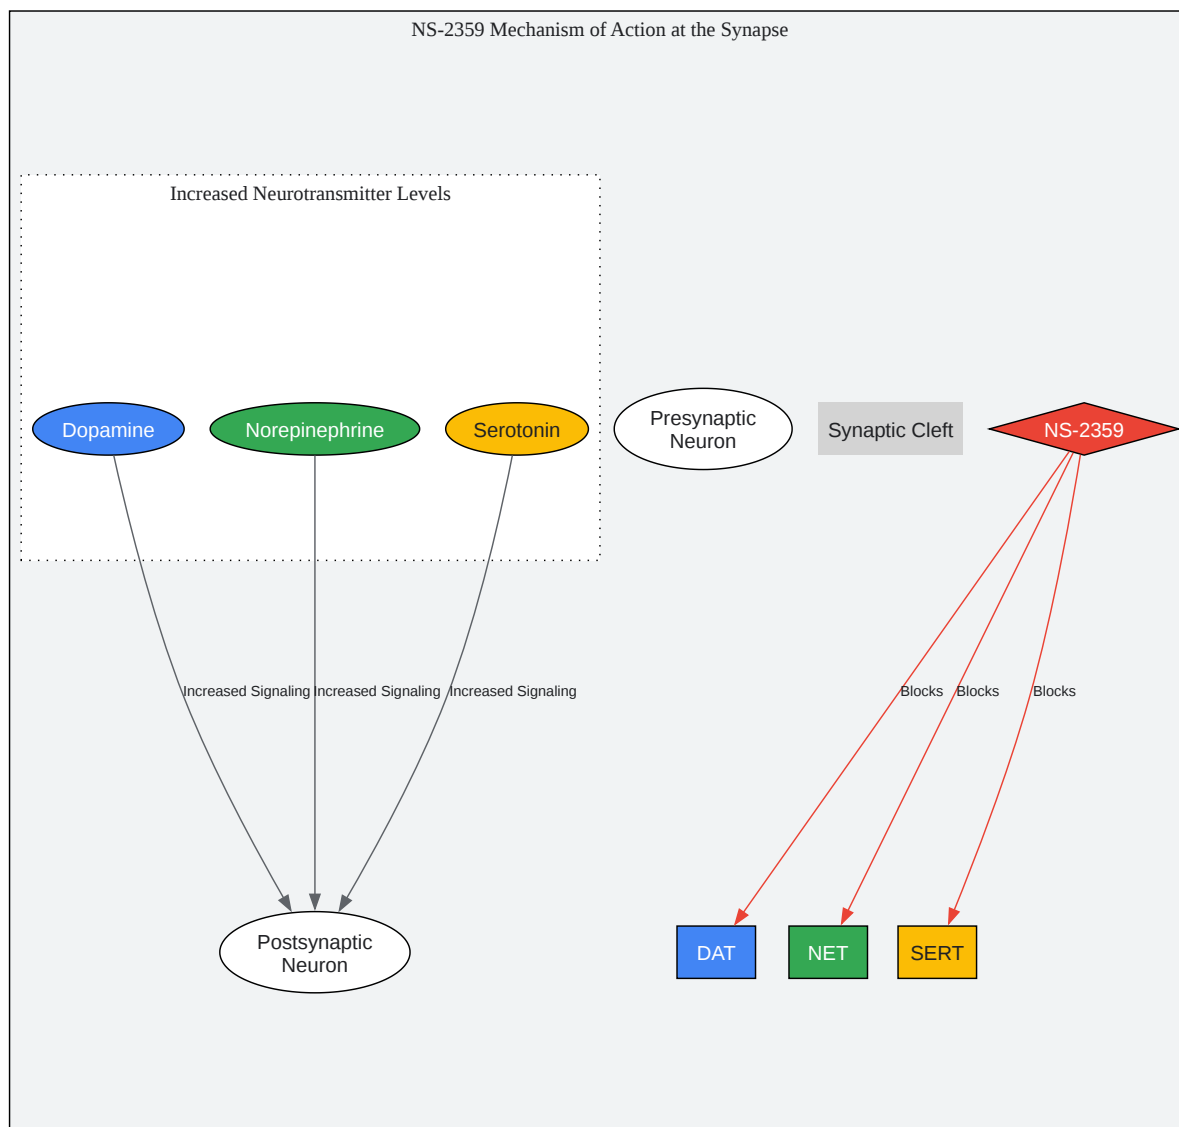 NS-2359 Mechanism of Action at the Synapse
Increased Neurotransmitter Levels
Dopamine
Norepinephrine
Serotonin
Presynaptic
Neuron
Synaptic Cleft
NS-2359
Increased Signaling
Increased Signaling
Increased Signaling
Blocks
Blocks
Blocks
Postsynaptic
Neuron
DAT
NET
SERT